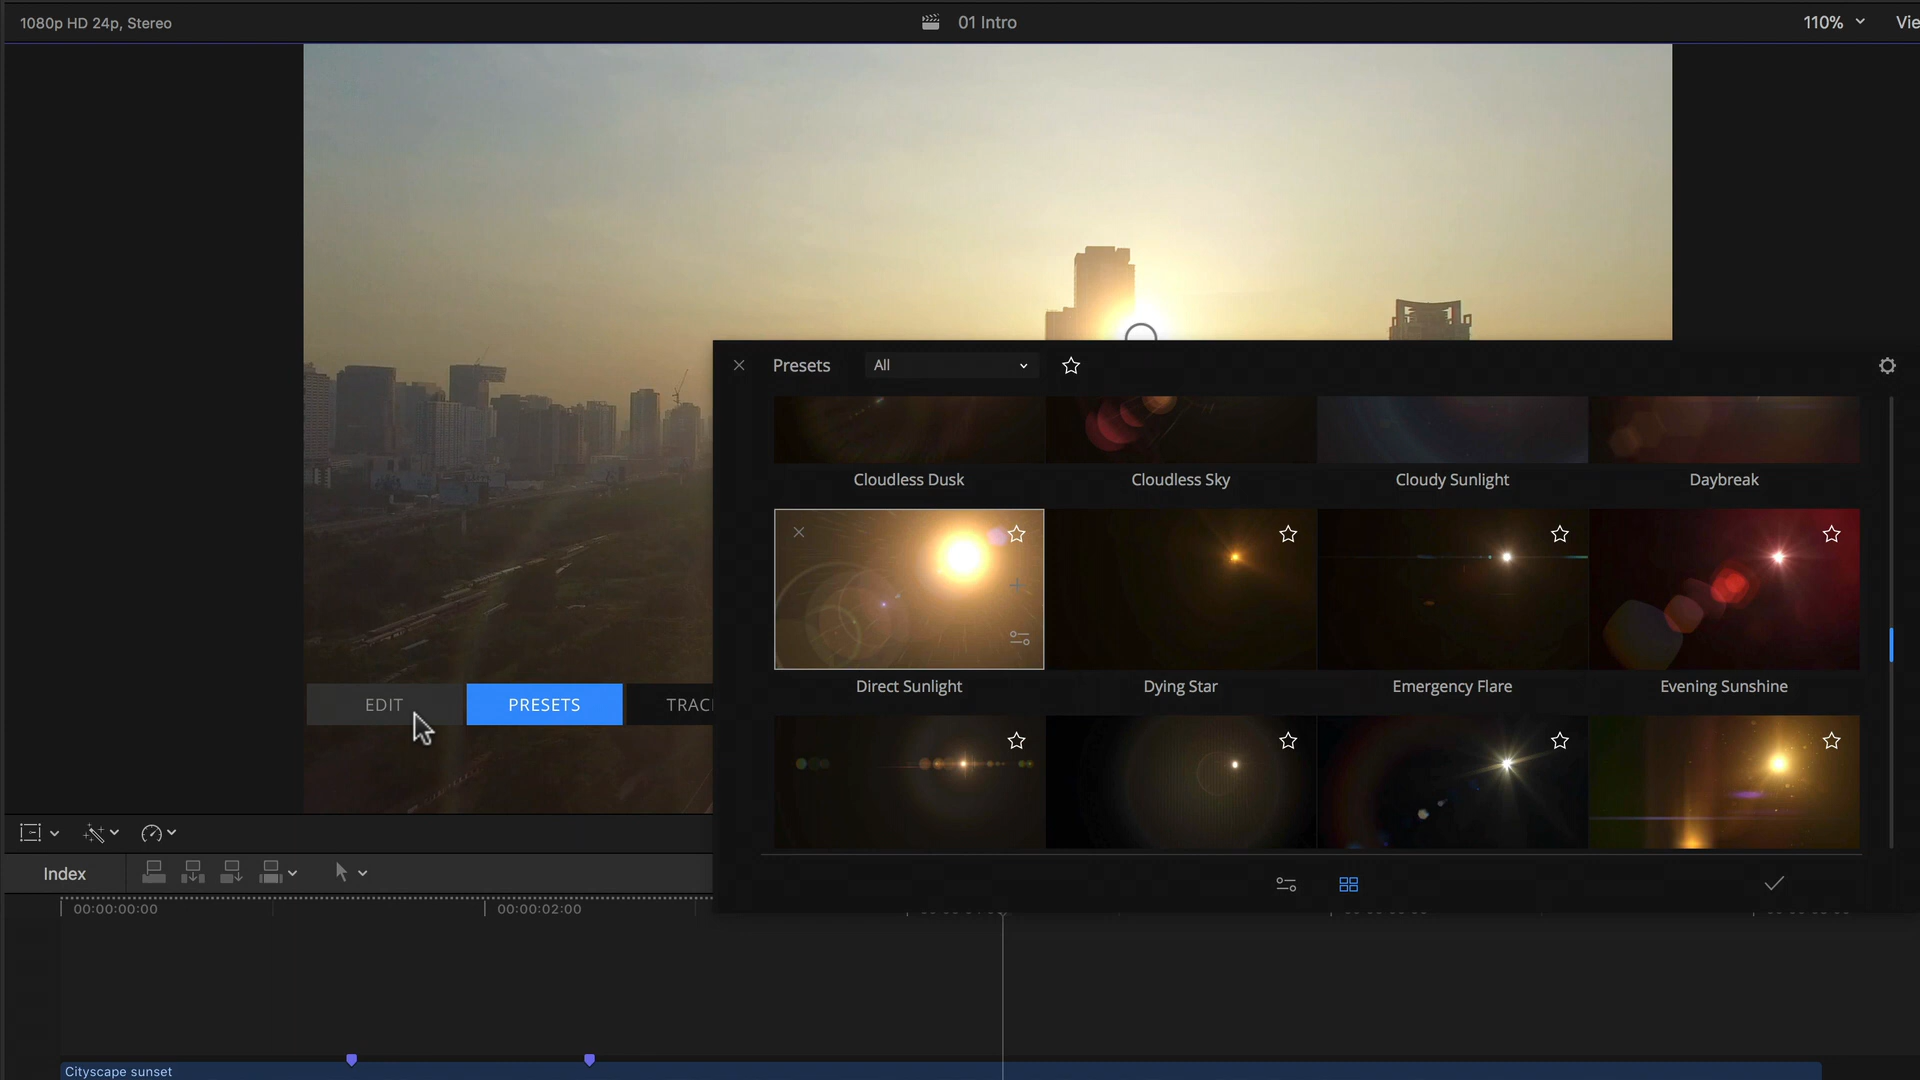 1080p HD 24p, Stereo
01 Intro
110%
Vie
Presets
All
Cloudless Dusk
Cloudless Sky
Cloudy Sunlight
Daybreak
Direct Sunlight
Dying Star
Emergency Flare
Evening Sunshine
EDIT
PRESETS
TRAC
Index
00:00:00:00
00:00:02:00
Cityscape sunset